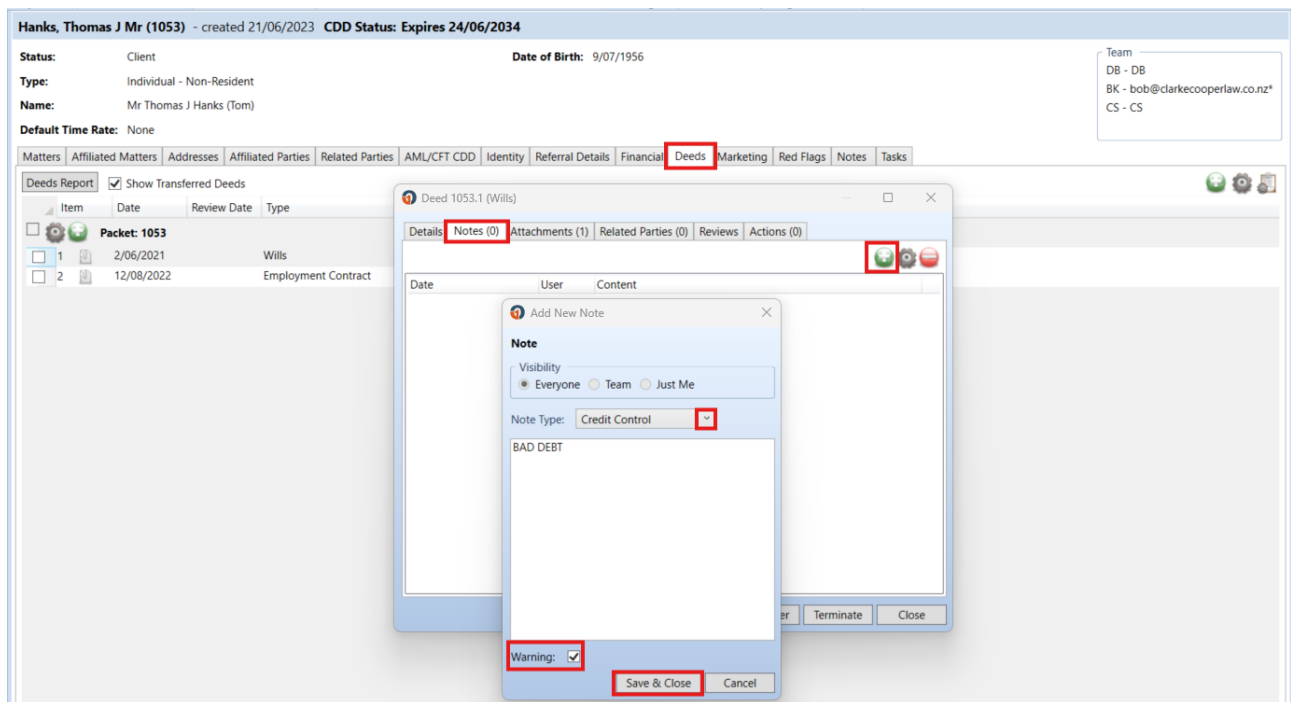 Hanks, Thomas J Mr (1053) - created 21/06/2023 CDD Status: Expires 24/06/2034
Status: Client Date of Birth: 9/07/1956
Team
DB - DB
Type: Individual - Non-Resident
BK - bob@clarkecooperlaw.co.nz*
Name: Mr Thomas J Hanks (Tom)
CS - CS
Default Time Rate: None
Matters Affiliated Matters Addresses Affiliated Parties Related Parties AML/CFT CDD Identity Referral Details Financial Deeds Marketing Red Flags Notes Tasks
Deeds Report Show Transferred Deeds
Item Date Review Date Type
Packet: 1053
1 2/06/2021 Wills
2 12/08/2022 Employment Contract
Deed 1053.1 (Wills)
Details Notes (0) Attachments (1) Related Parties (0) Reviews Actions (0)
Date User Content
Add New Note
Note
Visibility
Everyone Team Just Me
Note Type: Credit Control
BAD DEBT
Warning:
Save & Close Cancel
er Terminate Close